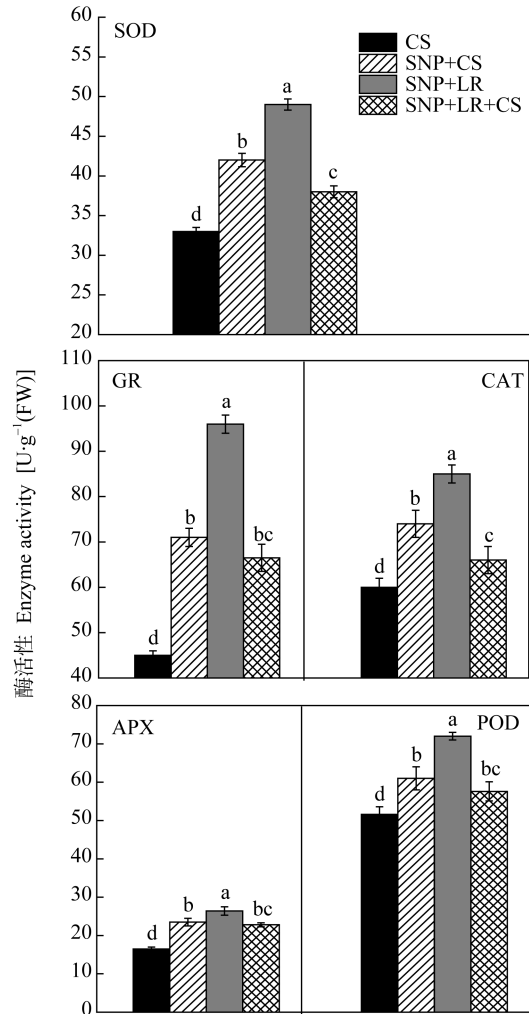 SOD
CS
SNP+CS
SNP+LR
SNP+LR+CS
60
55
50
45
40
35
30
25
20
d
b
a
c
酶活性 Enzyme activity [U·g⁻¹(FW)]
GR
CAT
110
100
90
80
70
60
50
40
d
b
a
bc
d
b
a
c
APX
POD
80
70
60
50
40
30
20
10
0
d
b
a
bc
d
b
a
bc